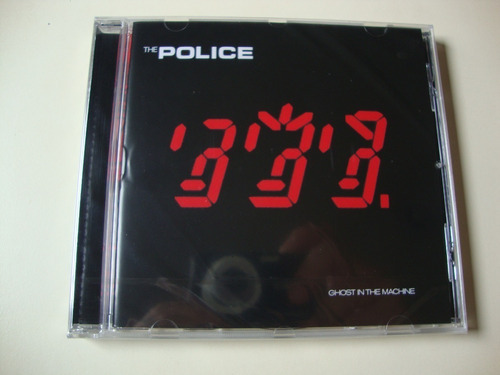 THE POLICE
GHOST IN THE MACHINE